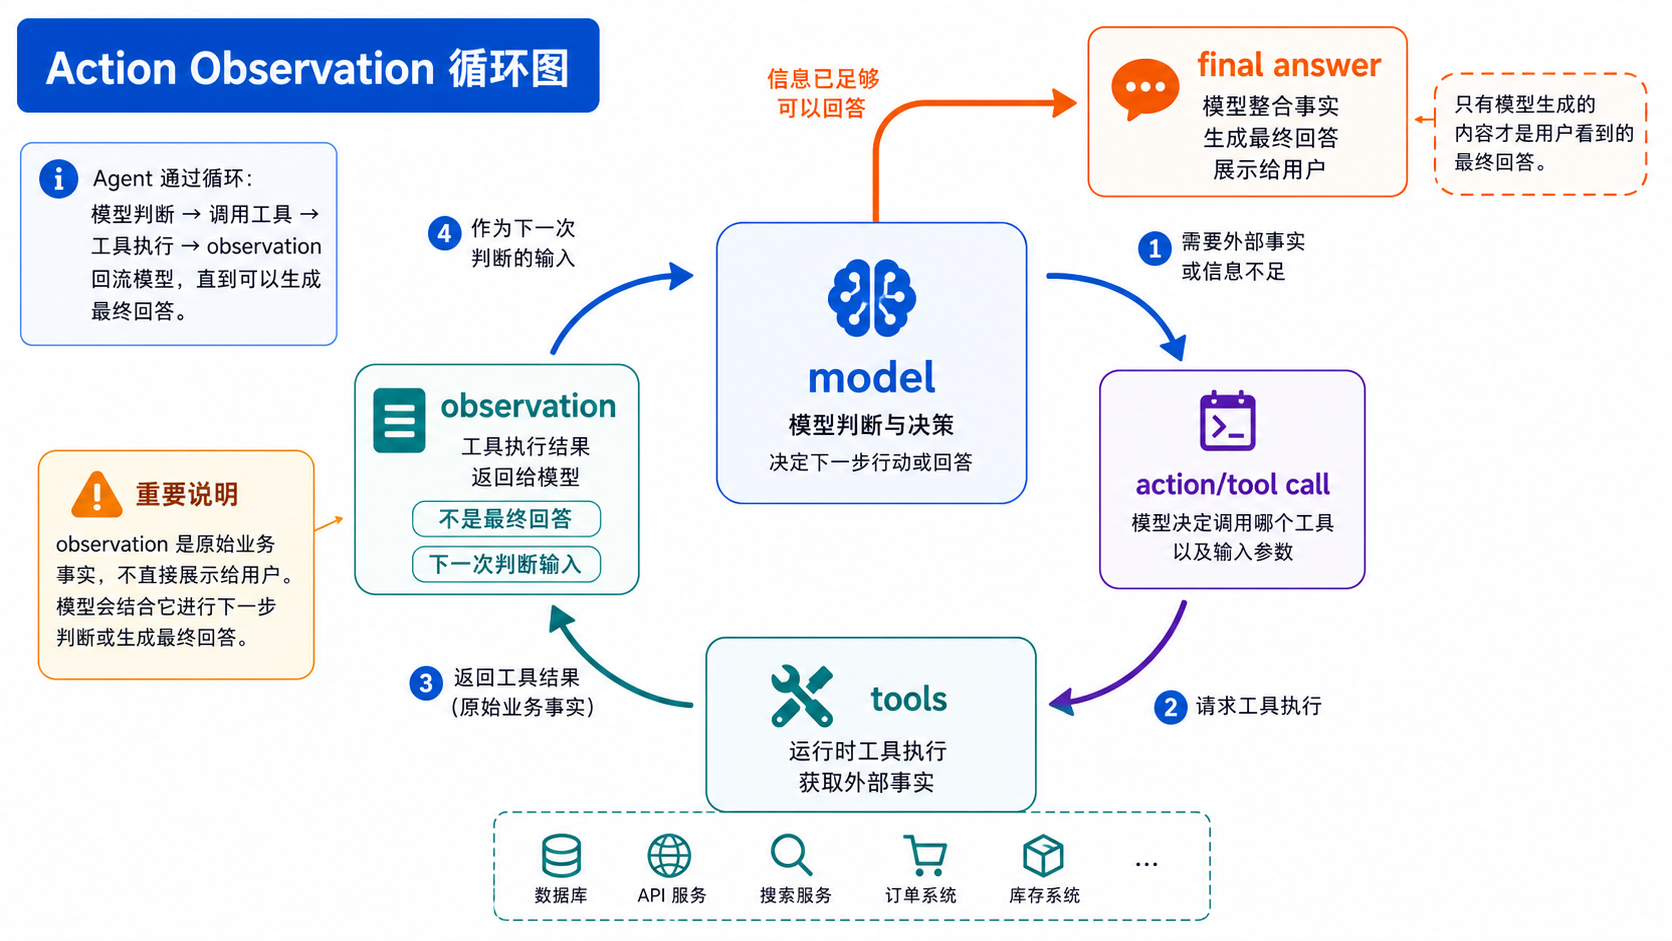 Action Observation 循环图
Agent 通过循环：
模型判断 → 调用工具 →
工具执行 → observation
回流模型，直到可以生成
最终回答。
信息已足够
可以回答
final answer
模型整合事实
生成最终回答
展示给用户
只有模型生成的
内容才是用户看到的
最终回答。
4 作为下一次
判断的输入
model
模型判断与决策
决定下一步行动或回答
1 需要外部事实
或信息不足
observation
工具执行结果
返回给模型
不是最终回答
下一次判断输入
action/tool call
模型决定调用哪个工具
以及输入参数
重要说明
observation 是原始业务
事实，不直接展示给用户。
模型会结合它进行下一步
判断或生成最终回答。
3 返回工具结果
（原始业务事实）
tools
运行时工具执行
获取外部事实
2 请求工具执行
数据库
API 服务
搜索服务
订单系统
库存系统
...